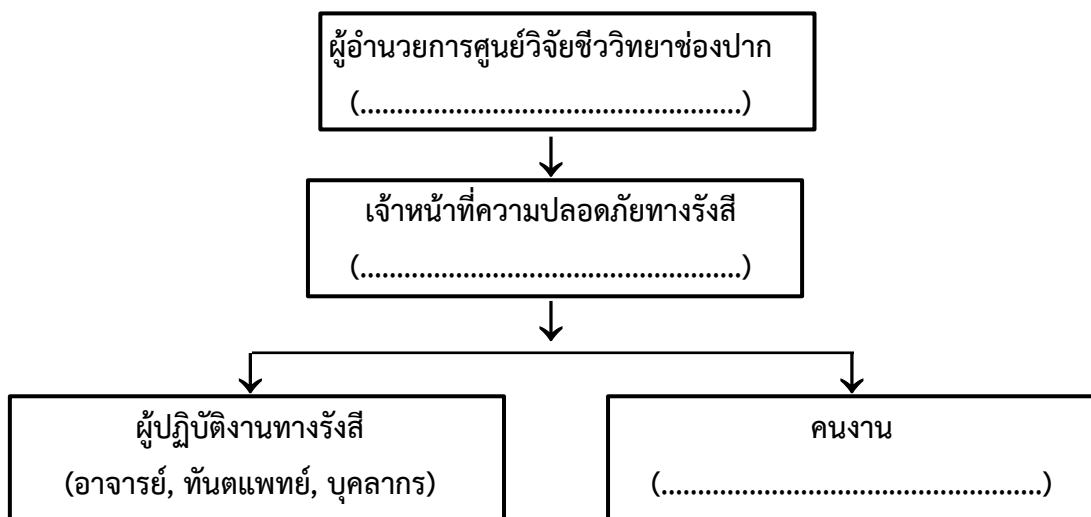 ผู้อำนวยการศูนย์วิจัยชีววิทยาช่องปาก
(....................................................)
เจ้าหน้าที่ความปลอดภัยทางรังสี
(....................................................)
ผู้ปฏิบัติงานทางรังสี
(อาจารย์, ทันตแพทย์, บุคลากร)
คนงาน
(....................................................)